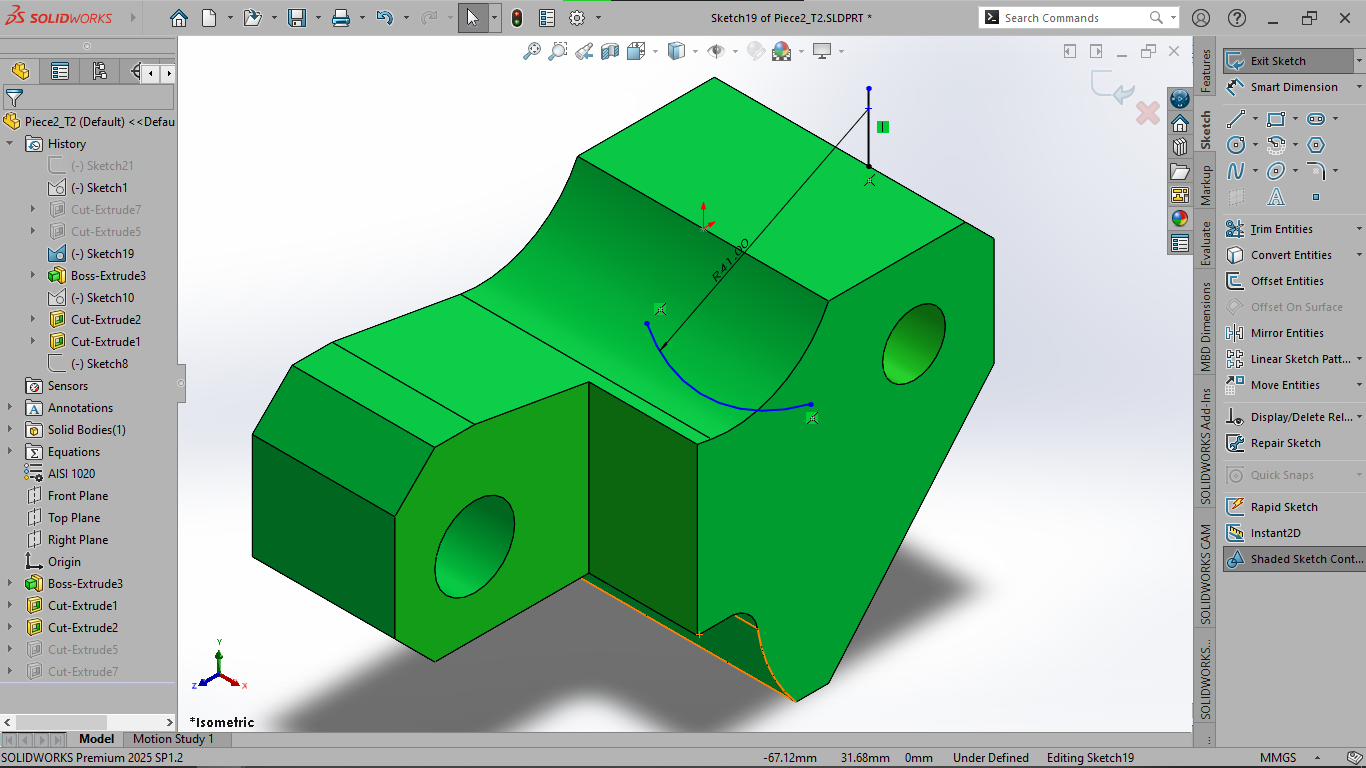 SOLIDWORKS
Sketch19 of Piece2_T2.SLDPRT *
Search Commands
Piece2_T2 (Default) <<Defau
History
(-) Sketch21
(-) Sketch1
Cut-Extrude7
Cut-Extrude5
(-) Sketch19
Boss-Extrude3
(-) Sketch10
Cut-Extrude2
Cut-Extrude1
(-) Sketch8
Sensors
Annotations
Solid Bodies(1)
Equations
AISI 1020
Front Plane
Top Plane
Right Plane
Origin
Boss-Extrude3
Cut-Extrude1
Cut-Extrude2
Cut-Extrude5
Cut-Extrude7
R41,00
Y
Z
X
*Isometric
Features
Sketch
Markup
Evaluate
MBD Dimensions
SOLIDWORKS Add-Ins
SOLIDWORKS CAM
SOLIDWORKS...
Exit Sketch
Smart Dimension
Trim Entities
Convert Entities
Offset Entities
Offset On Surface
Mirror Entities
Linear Sketch Patt...
Move Entities
Display/Delete Rel...
Repair Sketch
Quick Snaps
Rapid Sketch
Instant2D
Shaded Sketch Cont...
Model
Motion Study 1
SOLIDWORKS Premium 2025 SP1.2
-67.12mm
31.68mm
0mm
Under Defined
Editing Sketch19
MMGS